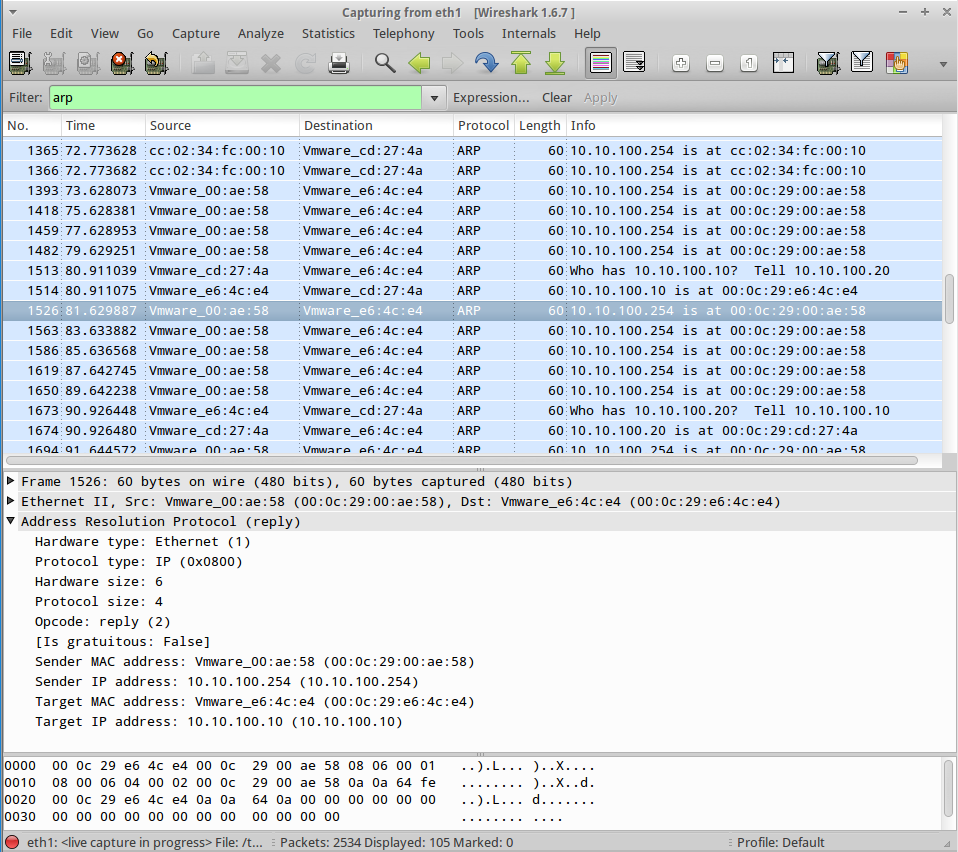 Capturing from eth1   [Wireshark 1.6.7 ]
File Edit View Go Capture Analyze Statistics Telephony Tools Internals Help
Filter: arp Expression... Clear Apply
No. Time Source Destination Protocol Length Info
1365 72.773628 cc:02:34:fc:00:10 Vmware_cd:27:4a ARP 60 10.10.100.254 is at cc:02:34:fc:00:10
1366 72.773682 cc:02:34:fc:00:10 Vmware_cd:27:4a ARP 60 10.10.100.254 is at cc:02:34:fc:00:10
1393 73.628073 Vmware_00:ae:58 Vmware_e6:4c:e4 ARP 60 10.10.100.254 is at 00:0c:29:00:ae:58
1418 75.628381 Vmware_00:ae:58 Vmware_e6:4c:e4 ARP 60 10.10.100.254 is at 00:0c:29:00:ae:58
1459 77.628953 Vmware_00:ae:58 Vmware_e6:4c:e4 ARP 60 10.10.100.254 is at 00:0c:29:00:ae:58
1482 79.629251 Vmware_00:ae:58 Vmware_e6:4c:e4 ARP 60 10.10.100.254 is at 00:0c:29:00:ae:58
1513 80.911039 Vmware_cd:27:4a Vmware_e6:4c:e4 ARP 60 Who has 10.10.100.10?  Tell 10.10.100.20
1514 80.911075 Vmware_e6:4c:e4 Vmware_cd:27:4a ARP 60 10.10.100.10 is at 00:0c:29:e6:4c:e4
1526 81.629887 Vmware_00:ae:58 Vmware_e6:4c:e4 ARP 60 10.10.100.254 is at 00:0c:29:00:ae:58
1563 83.633882 Vmware_00:ae:58 Vmware_e6:4c:e4 ARP 60 10.10.100.254 is at 00:0c:29:00:ae:58
1586 85.636568 Vmware_00:ae:58 Vmware_e6:4c:e4 ARP 60 10.10.100.254 is at 00:0c:29:00:ae:58
1619 87.642745 Vmware_00:ae:58 Vmware_e6:4c:e4 ARP 60 10.10.100.254 is at 00:0c:29:00:ae:58
1650 89.642238 Vmware_00:ae:58 Vmware_e6:4c:e4 ARP 60 10.10.100.254 is at 00:0c:29:00:ae:58
1673 90.926448 Vmware_e6:4c:e4 Vmware_cd:27:4a ARP 60 Who has 10.10.100.20?  Tell 10.10.100.10
1674 90.926480 Vmware_cd:27:4a Vmware_e6:4c:e4 ARP 60 10.10.100.20 is at 00:0c:29:cd:27:4a
1694 91.644572 Vmware_00:ae:58 Vmware_e6:4c:e4 ARP 60 10.10.100.254 is at 00:0c:29:00:ae:58
Frame 1526: 60 bytes on wire (480 bits), 60 bytes captured (480 bits)
Ethernet II, Src: Vmware_00:ae:58 (00:0c:29:00:ae:58), Dst: Vmware_e6:4c:e4 (00:0c:29:e6:4c:e4)
Address Resolution Protocol (reply)
Hardware type: Ethernet (1)
Protocol type: IP (0x0800)
Hardware size: 6
Protocol size: 4
Opcode: reply (2)
[Is gratuitous: False]
Sender MAC address: Vmware_00:ae:58 (00:0c:29:00:ae:58)
Sender IP address: 10.10.100.254 (10.10.100.254)
Target MAC address: Vmware_e6:4c:e4 (00:0c:29:e6:4c:e4)
Target IP address: 10.10.100.10 (10.10.100.10)
0000  00 0c 29 e6 4c e4 00 0c  29 00 ae 58 08 06 00 01   ..).L... )..X....
0010  08 00 06 04 00 02 00 0c  29 00 ae 58 0a 0a 64 fe   ........ )..X..d.
0020  00 0c 29 e6 4c e4 0a 0a  64 0a 00 00 00 00 00 00   ..).L... d.......
0030  00 00 00 00 00 00 00 00  00 00 00 00   ........ ....
eth1: <live capture in progress> File: /t... Packets: 2534 Displayed: 105 Marked: 0 Profile: Default